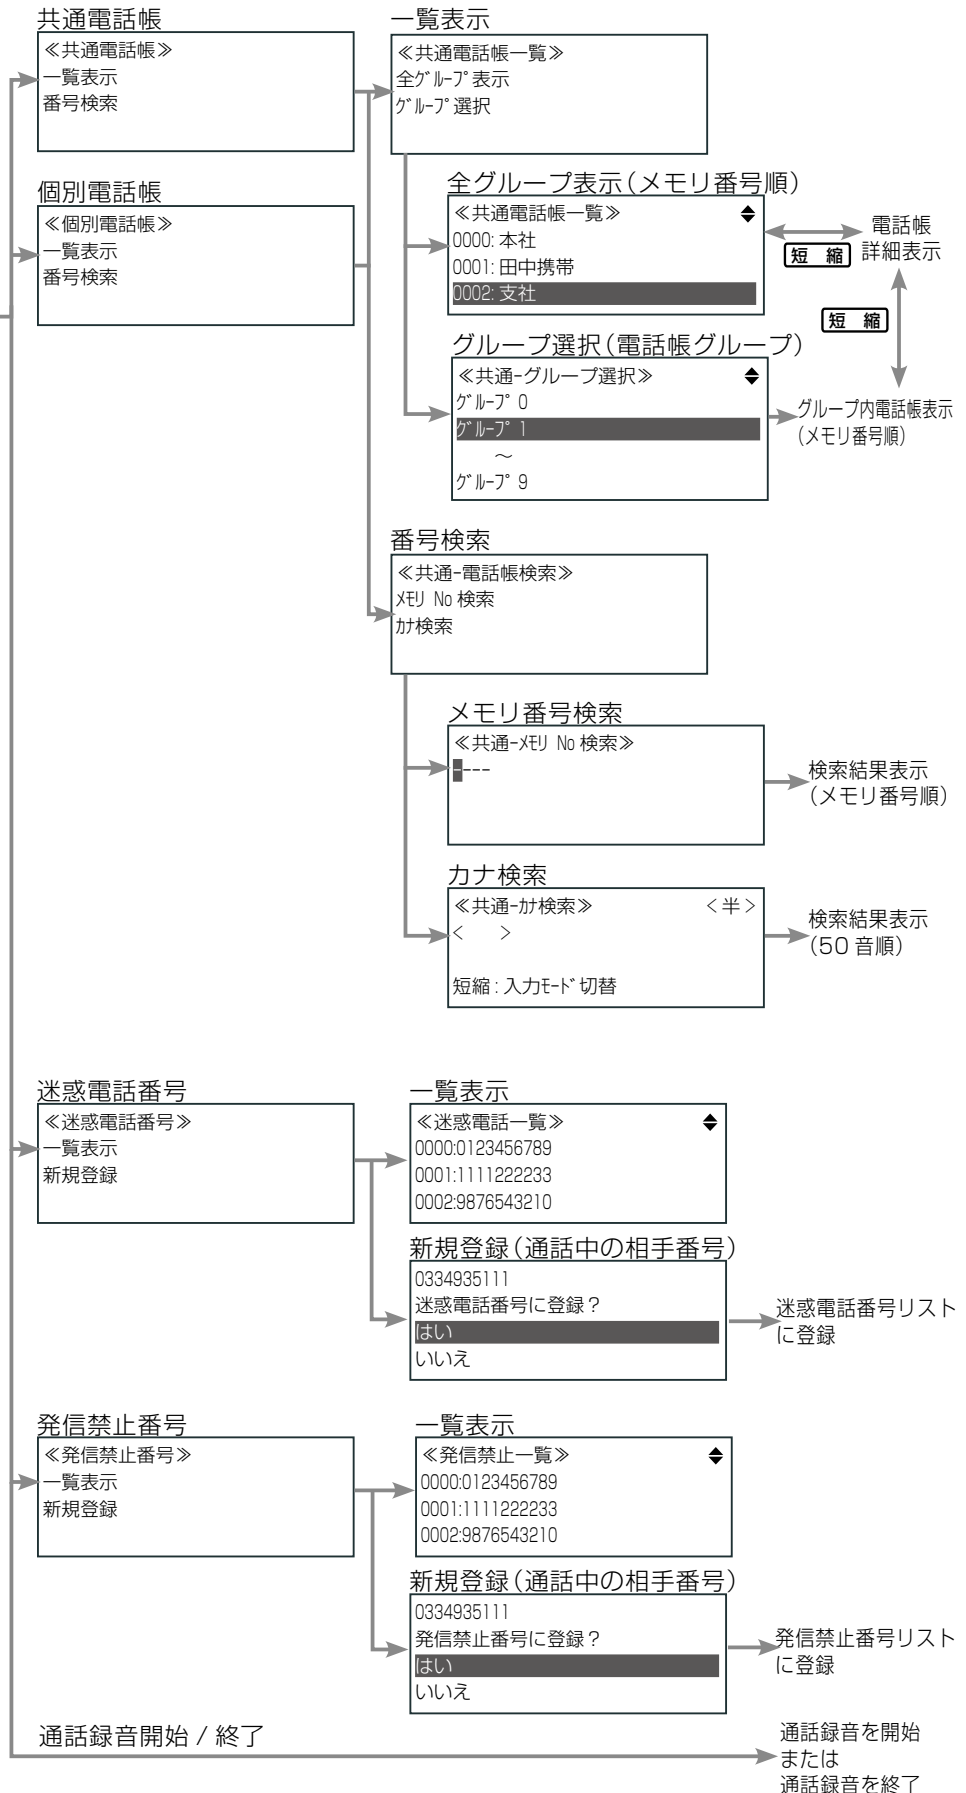 共通電話帳
≪共通電話帳≫
一覧表示
番号検索
一覧表示
≪共通電話帳一覧≫
全ｸﾞﾙｰﾌﾟ表示
ｸﾞﾙｰﾌﾟ選択
個別電話帳
≪個別電話帳≫
一覧表示
番号検索
全グループ表示(メモリ番号順)
≪共通電話帳一覧≫
0000: 本社
0001: 田中携帯
0002: 支社
短 縮
電話帳
詳細表示
短 縮
グループ選択(電話帳グループ)
≪共通-グループ選択≫
ｸﾞﾙｰﾌﾟ 0
ｸﾞﾙｰﾌﾟ 1
～
ｸﾞﾙｰﾌﾟ 9
グループ内電話帳表示
(メモリ番号順)
番号検索
≪共通-電話帳検索≫
ﾒﾓﾘ No 検索
ｶﾅ検索
メモリ番号検索
≪共通-ﾒﾓﾘ No 検索≫
----
検索結果表示
(メモリ番号順)
カナ検索
≪共通-ｶﾅ検索≫ <半>
< >
短縮 : 入力ﾓｰﾄﾞ切替
検索結果表示
(50 音順)
迷惑電話番号
≪迷惑電話番号≫
一覧表示
新規登録
一覧表示
≪迷惑電話一覧≫
0000:0123456789
0001:1111222233
0002:9876543210
新規登録(通話中の相手番号)
0334935111
迷惑電話番号に登録？
はい
いいえ
迷惑電話番号リスト
に登録
発信禁止番号
≪発信禁止番号≫
一覧表示
新規登録
一覧表示
≪発信禁止一覧≫
0000:0123456789
0001:1111222233
0002:9876543210
新規登録(通話中の相手番号)
0334935111
発信禁止番号に登録？
はい
いいえ
発信禁止番号リスト
に登録
通話録音開始 / 終了
通話録音を開始
または
通話録音を終了